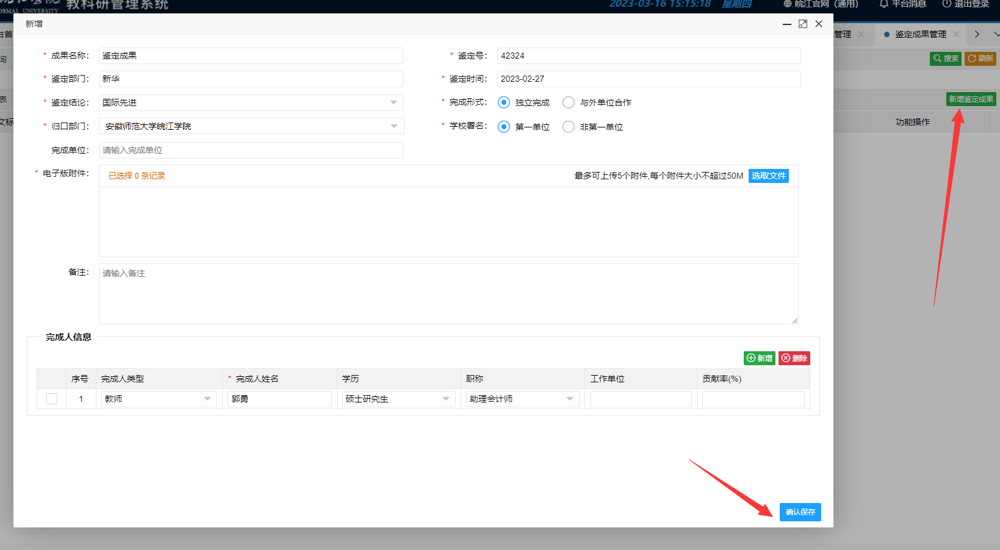 教科研管理系统
ORMAL UNIVERSITY
2023-03-16 15:15:18 星期四
皖江官网 (通用)
平台消息
退出登录
新增
台首
管理
鉴定成果管理
询
搜索
刷新
表
新增鉴定成果
文标
功能操作
* 成果名称： 鉴定成果
* 鉴定号： 42324
* 鉴定部门： 新华
* 鉴定时间： 2023-02-27
* 鉴定结论： 国际先进
* 完成形式： 独立完成 与外单位合作
* 归口部门： 安徽师范大学皖江学院
* 学校署名： 第一单位 非第一单位
完成单位： 请输入完成单位
* 电子版附件： 已选择 0 条记录
最多可上传5个附件,每个附件大小不超过50M 选取文件
备注： 请输入备注
完成人信息
新增 删除
序号 完成人类型 * 完成人姓名 学历 职称 工作单位 贡献率(%)
1 教师 郭勇 硕士研究生 助理会计师
确认保存